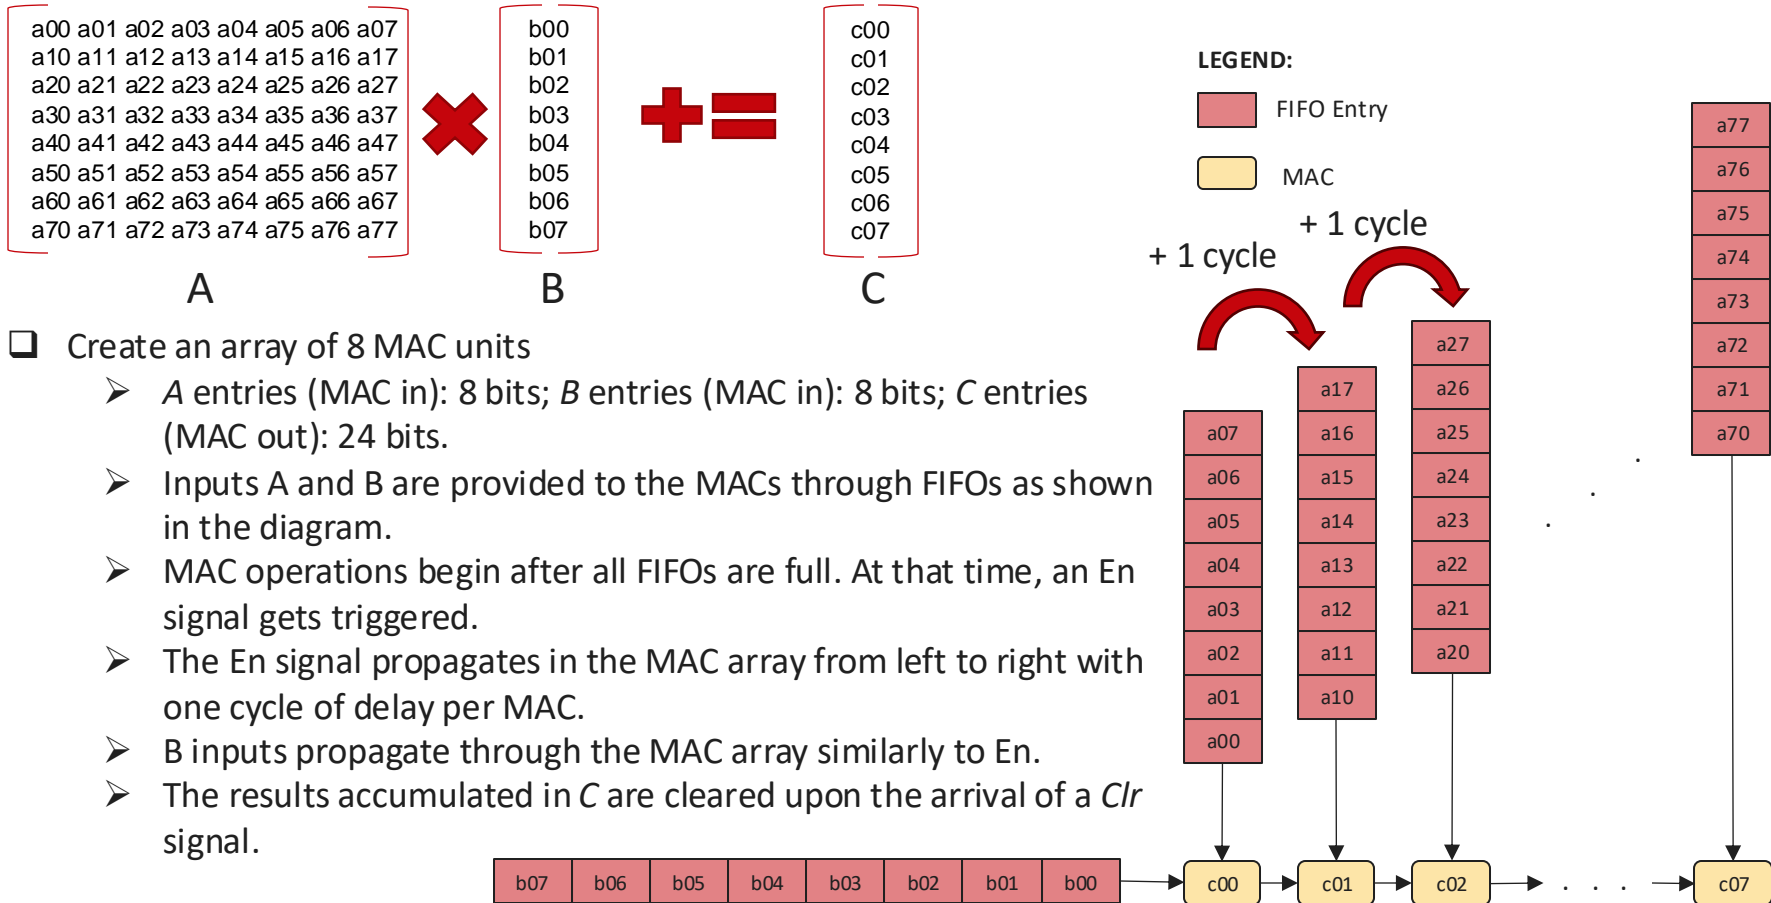 a00 a01 a02 a03 a04 a05 a06 a07
a10 a11 a12 a13 a14 a15 a16 a17
a20 a21 a22 a23 a24 a25 a26 a27
a30 a31 a32 a33 a34 a35 a36 a37
a40 a41 a42 a43 a44 a45 a46 a47
a50 a51 a52 a53 a54 a55 a56 a57
a60 a61 a62 a63 a64 a65 a66 a67
a70 a71 a72 a73 a74 a75 a76 a77
A
b00
b01
b02
b03
b04
b05
b06
b07
B
c00
c01
c02
c03
c04
c05
c06
c07
C
LEGEND:
FIFO Entry
MAC
+ 1 cycle
+ 1 cycle
❑ Create an array of 8 MAC units
➢ A entries (MAC in): 8 bits; B entries (MAC in): 8 bits; C entries
(MAC out): 24 bits.
➢ Inputs A and B are provided to the MACs through FIFOs as shown
in the diagram.
➢ MAC operations begin after all FIFOs are full. At that time, an En
signal gets triggered.
➢ The En signal propagates in the MAC array from left to right with
one cycle of delay per MAC.
➢ B inputs propagate through the MAC array similarly to En.
➢ The results accumulated in C are cleared upon the arrival of a Clr
signal.
a07
a06
a05
a04
a03
a02
a01
a00
a17
a16
a15
a14
a13
a12
a11
a10
a27
a26
a25
a24
a23
a22
a21
a20
. . .
a77
a76
a75
a74
a73
a72
a71
a70
b07 b06 b05 b04 b03 b02 b01 b00 c00 c01 c02 . . . c07